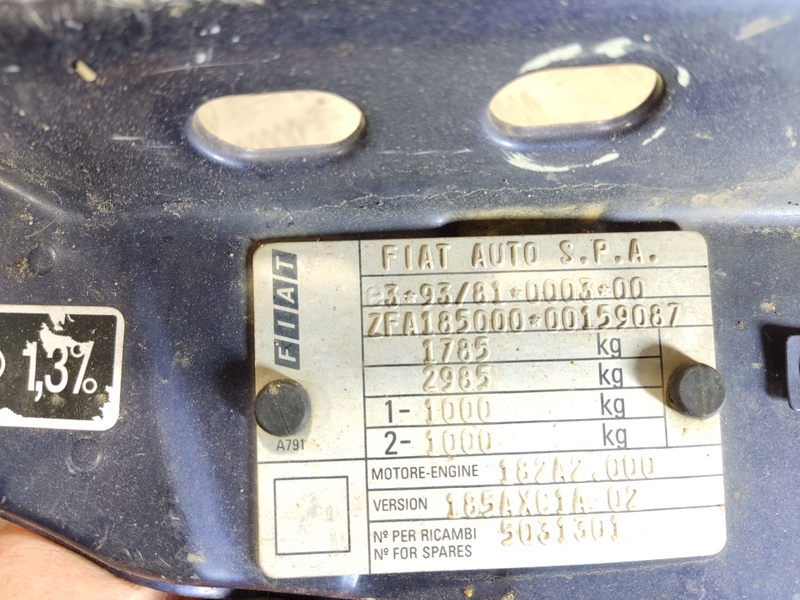 FIAT AUTO S.P.A.
FIAT
e3*93/81*0003*00
ZFA185000*00159087
1785 kg
2985 kg
1,3%
1- 1000 kg
2- 1000 kg
A791
MOTORE-ENGINE 182A2.000
VERSION 185AXC1A 02
Nº PER RICAMBI
Nº FOR SPARES 5031301